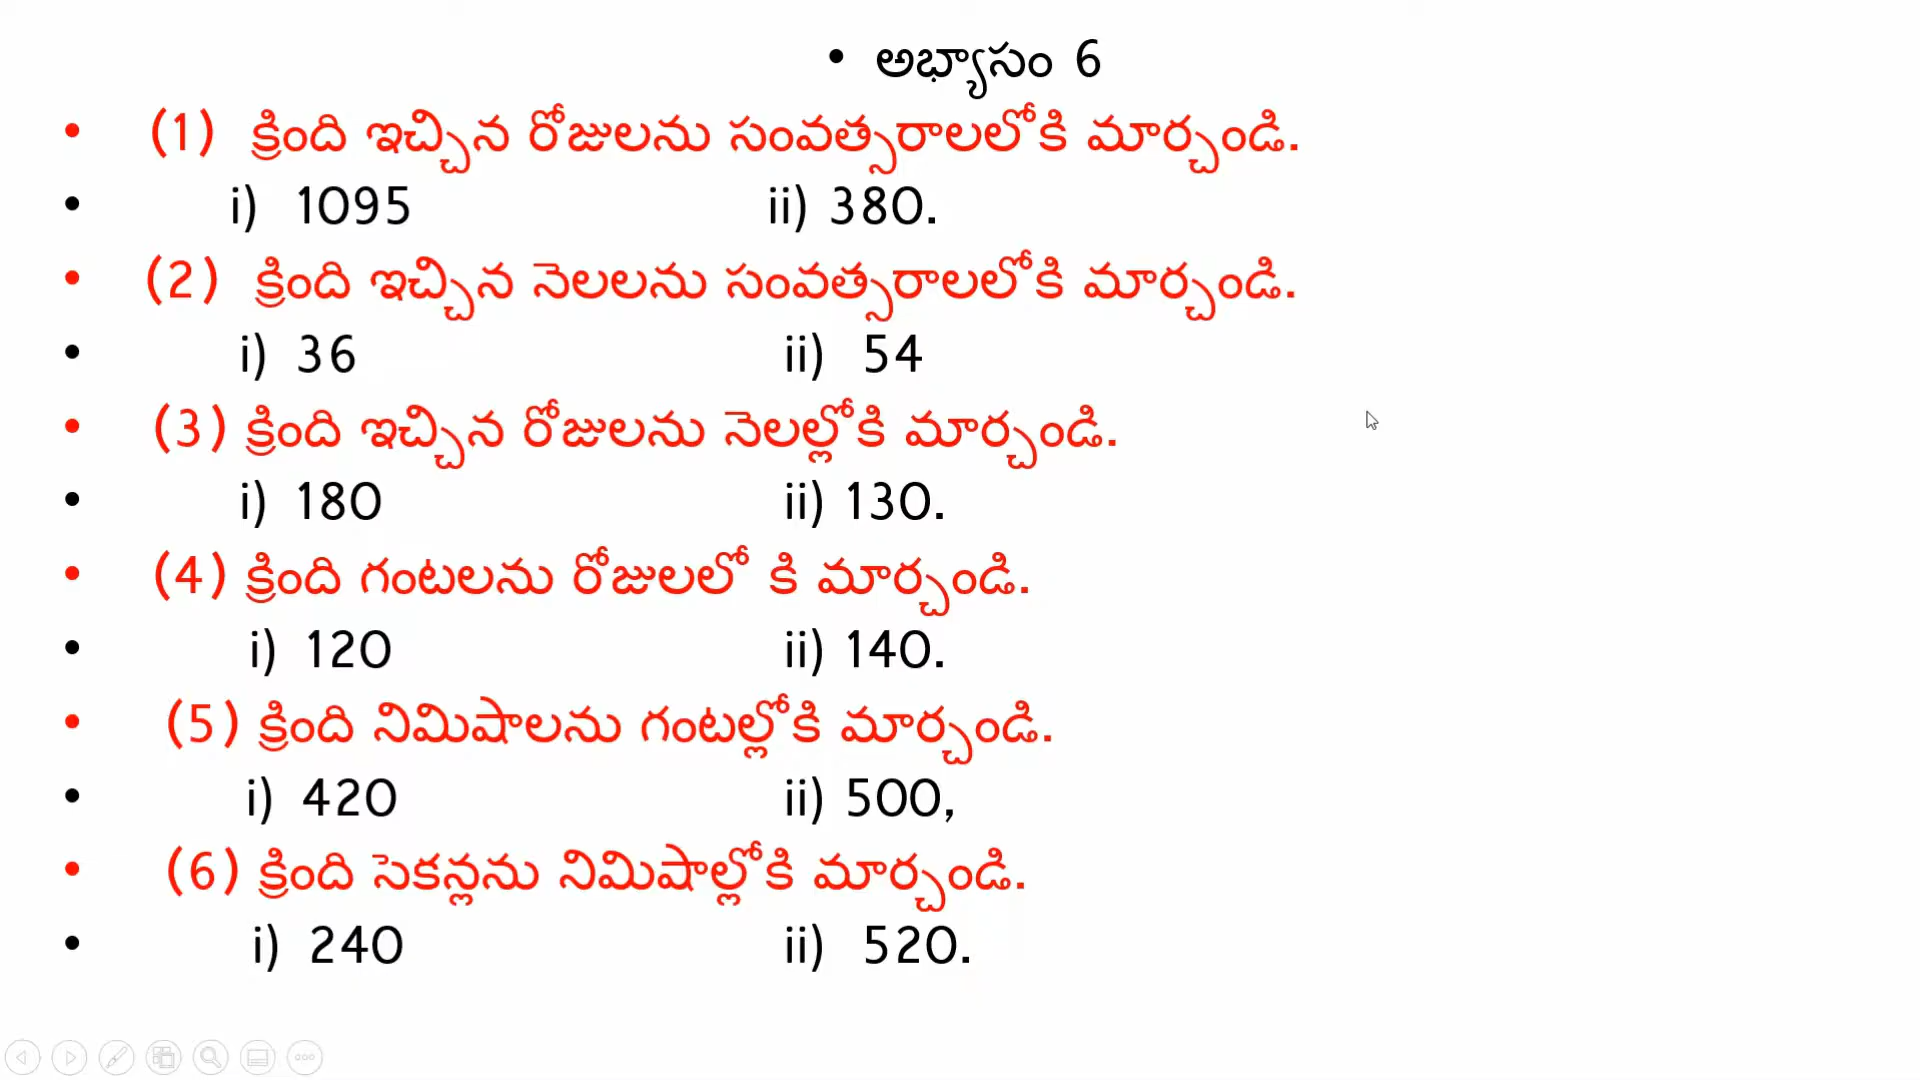 • అభ్యాసం 6
• (1) క్రింది ఇచ్చిన రోజులను సంవత్సరాలలోకి మార్చండి.
• i) 1095 ii) 380.
• (2) క్రింది ఇచ్చిన నెలలను సంవత్సరాలలోకి మార్చండి.
• i) 36 ii) 54
• (3) క్రింది ఇచ్చిన రోజులను నెలల్లోకి మార్చండి.
• i) 180 ii) 130.
• (4) క్రింది గంటలను రోజులలో కి మార్చండి.
• i) 120 ii) 140.
• (5) క్రింది నిమిషాలను గంటల్లోకి మార్చండి.
• i) 420 ii) 500,
• (6) క్రింది సెకన్లను నిమిషాల్లోకి మార్చండి.
• i) 240 ii) 520.